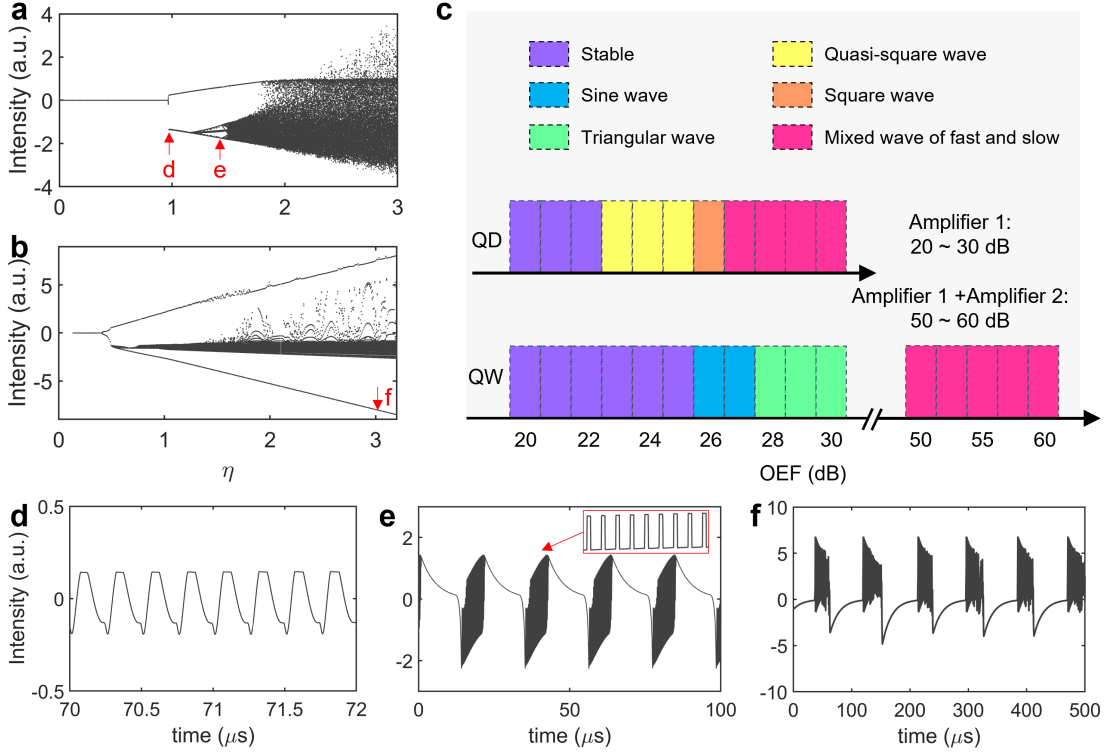 a
Intensity (a.u.)
4
2
0
-2
-4
d
e
0
1
2
3
b
Intensity (a.u.)
5
0
-5
f
0
1
2
3
η
c
Stable
Quasi-square wave
Sine wave
Square wave
Triangular wave
Mixed wave of fast and slow
QD
Amplifier 1:
20 ~ 30 dB
Amplifier 1 +Amplifier 2:
50 ~ 60 dB
QW
20
22
24
26
28
30
50
55
60
OEF (dB)
d
Intensity (a.u.)
0.5
0
-0.5
70
70.5
71
71.5
72
time (μs)
e
2
0
-2
0
50
100
time (μs)
f
10
5
0
-5
-10
0
100
200
300
400
500
time (μs)